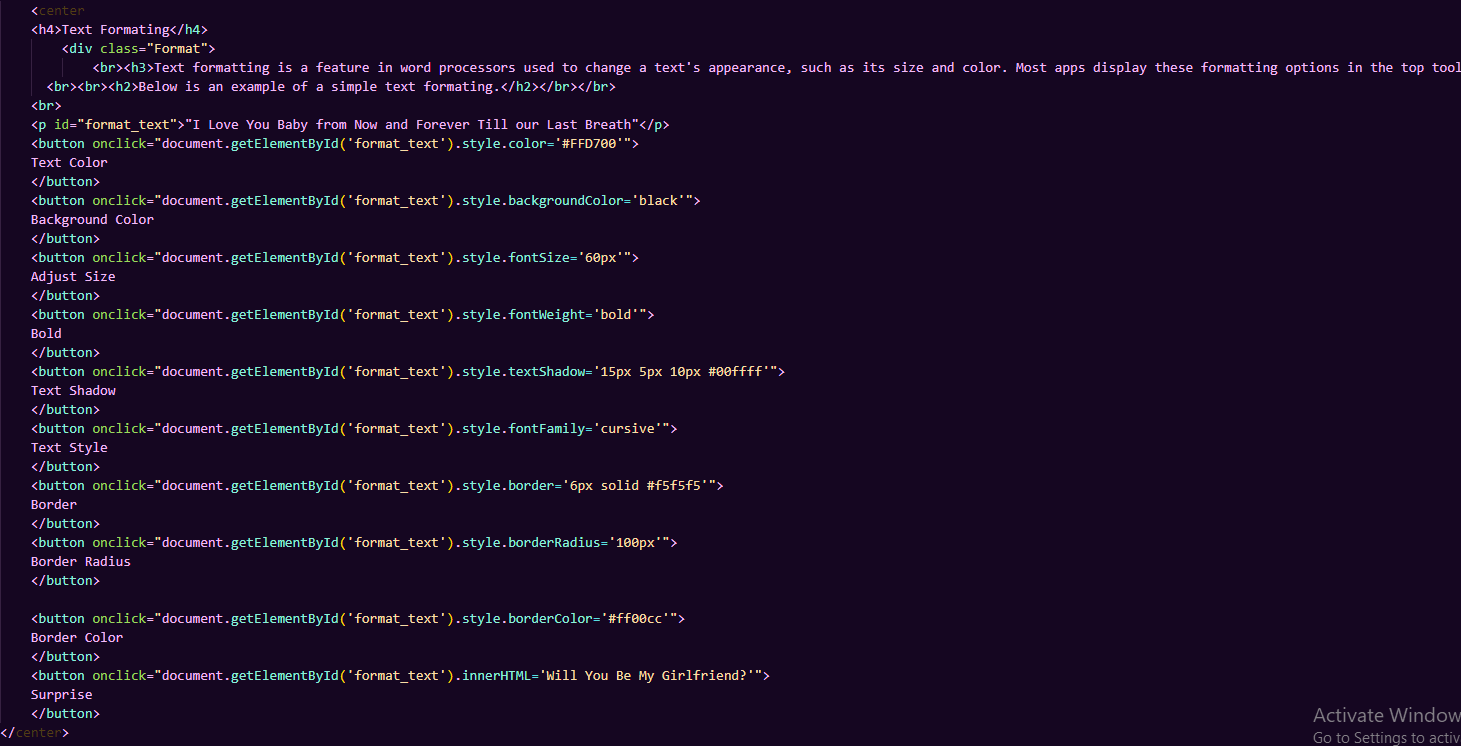 <center
<h4>Text Formating</h4>
<div class="Format">
<br><h3>Text formatting is a feature in word processors used to change a text's appearance, such as its size and color. Most apps display these formatting options in the top tool
<br><br><h2>Below is an example of a simple text formating.</h2></br></br>
<br>
<p id="format_text">"I Love You Baby from Now and Forever Till our Last Breath"</p>
<button onclick="document.getElementById('format_text').style.color='#FFD700'">
Text Color
</button>
<button onclick="document.getElementById('format_text').style.backgroundColor='black'">
Background Color
</button>
<button onclick="document.getElementById('format_text').style.fontSize='60px'">
Adjust Size
</button>
<button onclick="document.getElementById('format_text').style.fontWeight='bold'">
Bold
</button>
<button onclick="document.getElementById('format_text').style.textShadow='15px 5px 10px #00ffff'">
Text Shadow
</button>
<button onclick="document.getElementById('format_text').style.fontFamily='cursive'">
Text Style
</button>
<button onclick="document.getElementById('format_text').style.border='6px solid #f5f5f5'">
Border
</button>
<button onclick="document.getElementById('format_text').style.borderRadius='100px'">
Border Radius
</button>
<button onclick="document.getElementById('format_text').style.borderColor='#ff00cc'">
Border Color
</button>
<button onclick="document.getElementById('format_text').innerHTML='Will You Be My Girlfriend?'">
Surprise
</button>
</center>
Activate Window
Go to Settings to activ